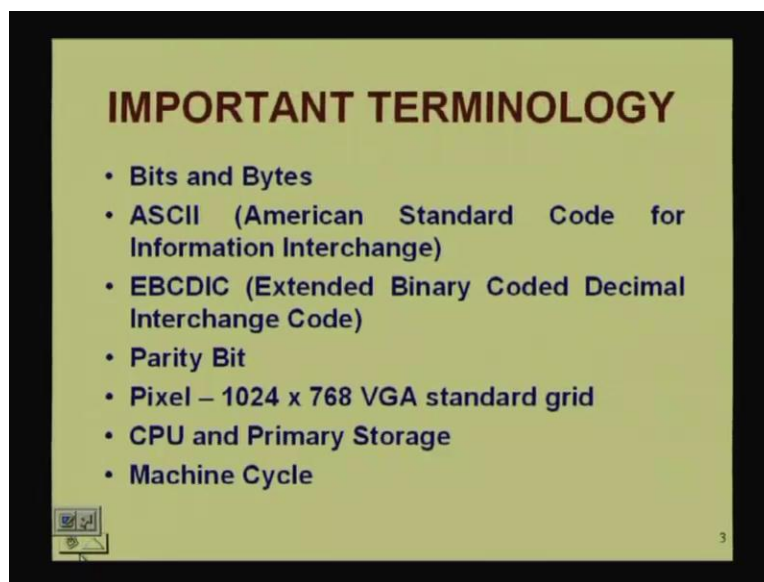 IMPORTANT TERMINOLOGY
• Bits and Bytes
• ASCII (American Standard Code for
Information Interchange)
• EBCDIC (Extended Binary Coded Decimal
Interchange Code)
• Parity Bit
• Pixel – 1024 x 768 VGA standard grid
• CPU and Primary Storage
• Machine Cycle
3